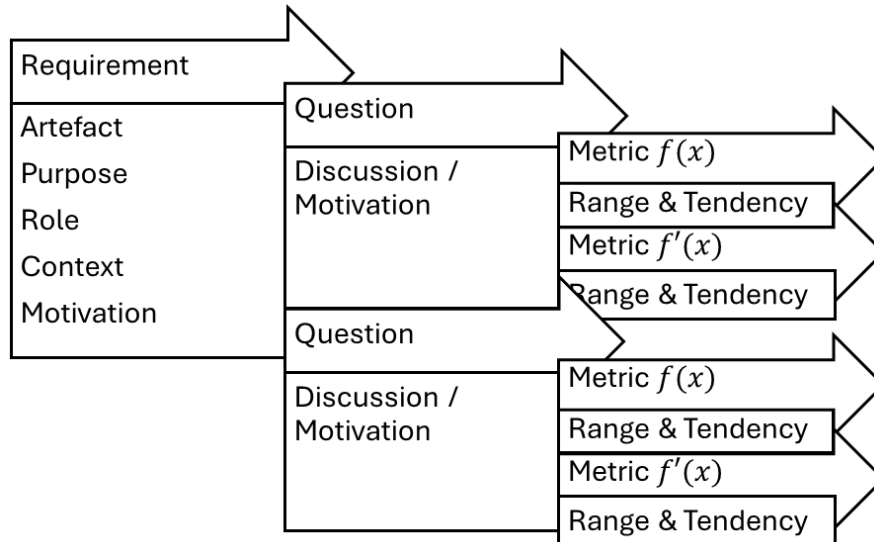 Requirement
Artefact
Purpose
Role
Context
Motivation
Question
Discussion /
Motivation
Metric f(x)
Range & Tendency
Metric f′(x)
Range & Tendency
Question
Discussion /
Motivation
Metric f(x)
Range & Tendency
Metric f′(x)
Range & Tendency